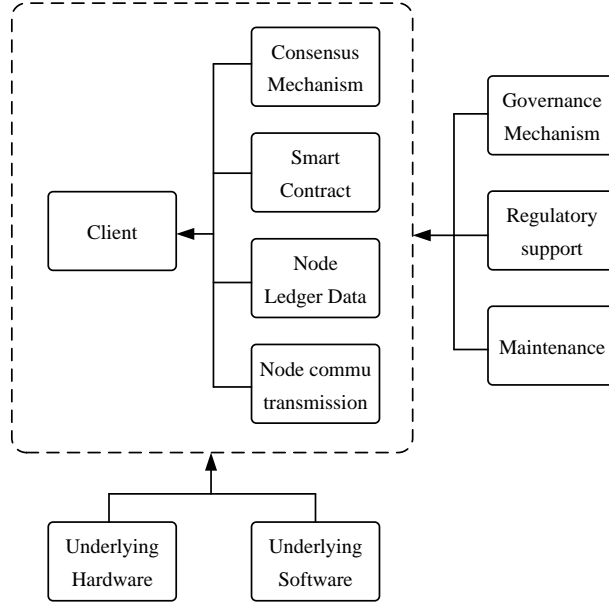 Consensus
Mechanism
Smart
Contract
Client
Node
Ledger Data
Node commu
transmission
Governance
Mechanism
Regulatory
support
Maintenance
Underlying
Hardware
Underlying
Software